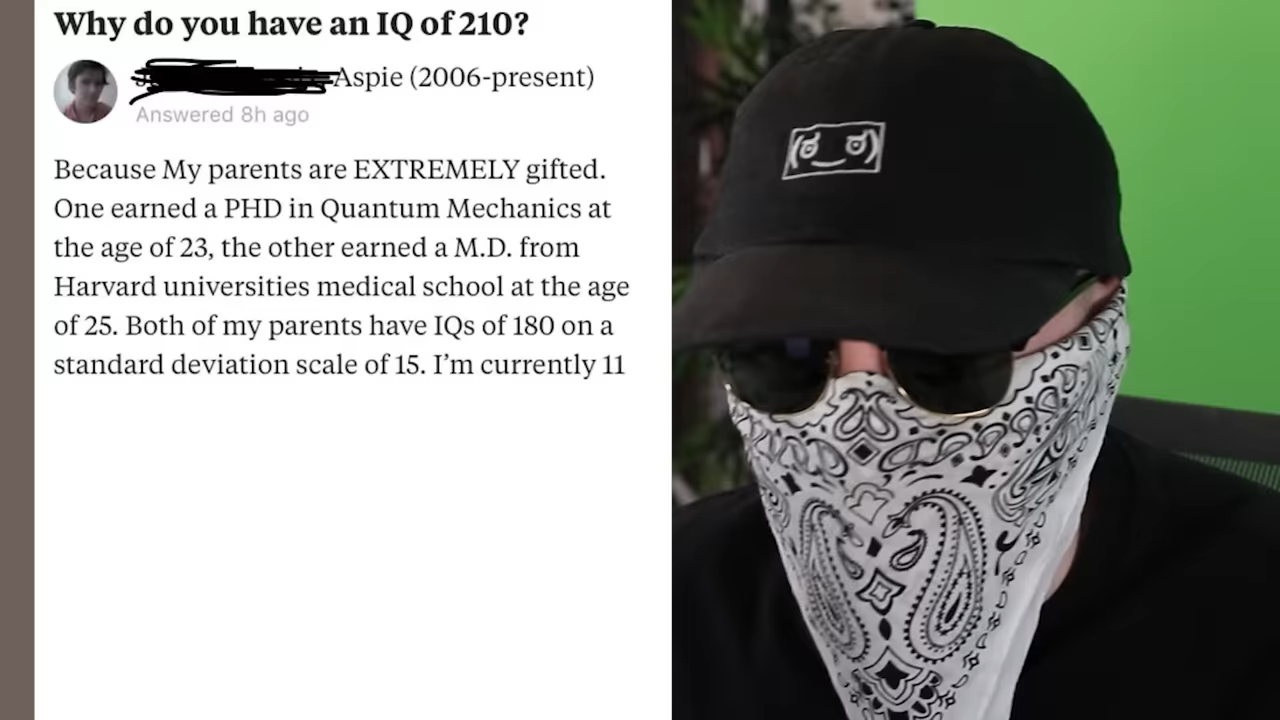 Why do you have an IQ of 210?
Aspie (2006-present)
Answered 8h ago
Because My parents are EXTREMELY gifted.
One earned a PHD in Quantum Mechanics at
the age of 23, the other earned a M.D. from
Harvard universities medical school at the age
of 25. Both of my parents have IQs of 180 on a
standard deviation scale of 15. I’m currently 11